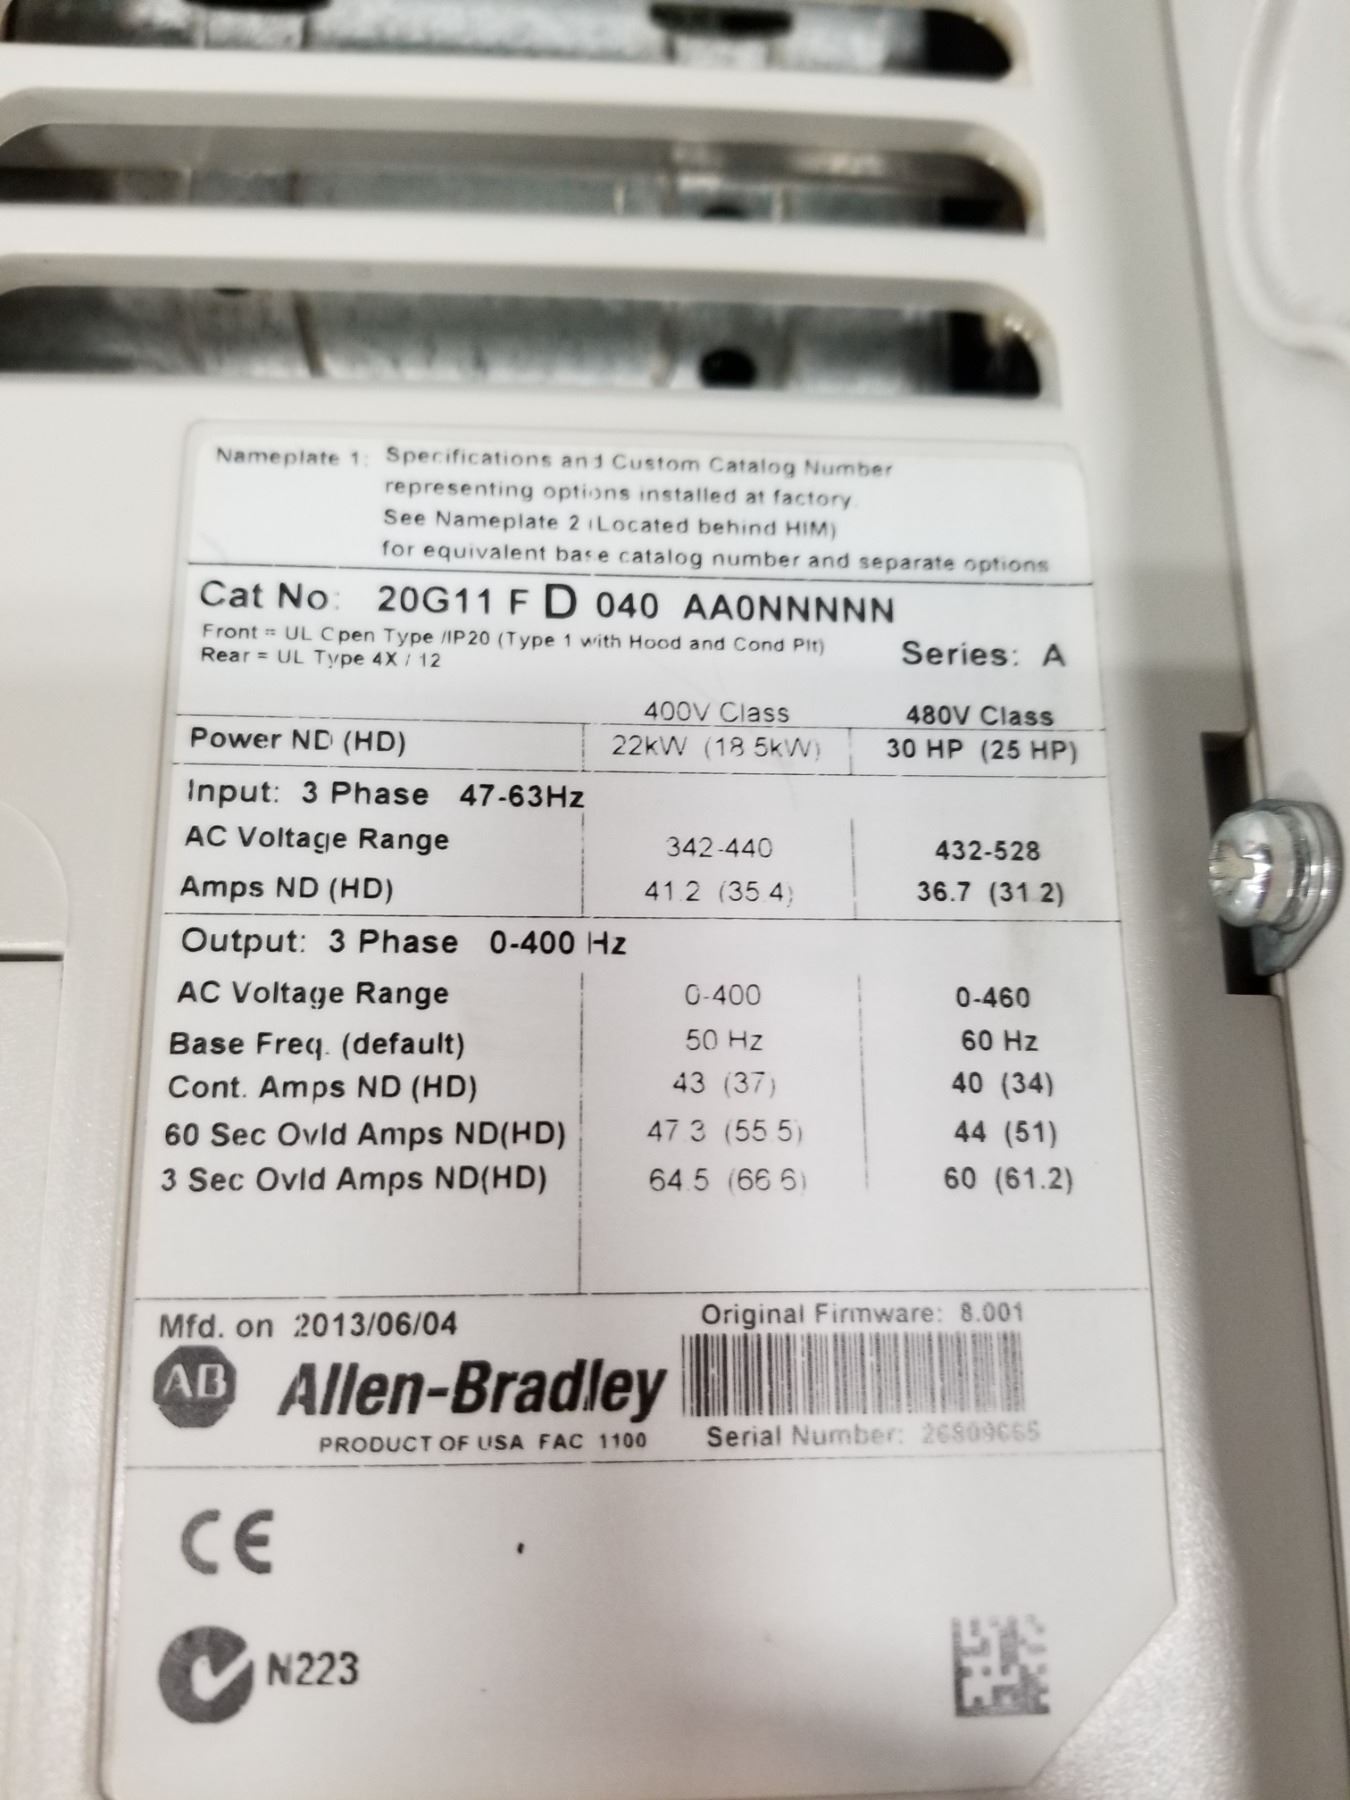 Nameplate 1: Specifications and Custom Catalog Number
representing options installed at factory.
See Nameplate 2 (Located behind HIM)
for equivalent base catalog number and separate options
Cat No: 20G11 F D 040 AA0NNNNN
Front = UL Open Type /IP20 (Type 1 with Hood and Cond Plt)
Rear = UL Type 4X / 12
Series: A
400V Class 480V Class
Power ND (HD) 22kW (18.5kW) 30 HP (25 HP)
Input: 3 Phase 47-63Hz
AC Voltage Range 342-440 432-528
Amps ND (HD) 41.2 (35.4) 36.7 (31.2)
Output: 3 Phase 0-400 Hz
AC Voltage Range 0-400 0-460
Base Freq. (default) 50 Hz 60 Hz
Cont. Amps ND (HD) 43 (37) 40 (34)
60 Sec Ovld Amps ND(HD) 47.3 (55.5) 44 (51)
3 Sec Ovld Amps ND(HD) 64.5 (66.6) 60 (61.2)
Mfd. on 2013/06/04
Original Firmware: 8.001
AB Allen-Bradley
PRODUCT OF USA FAC 1100
Serial Number:
CE
N223